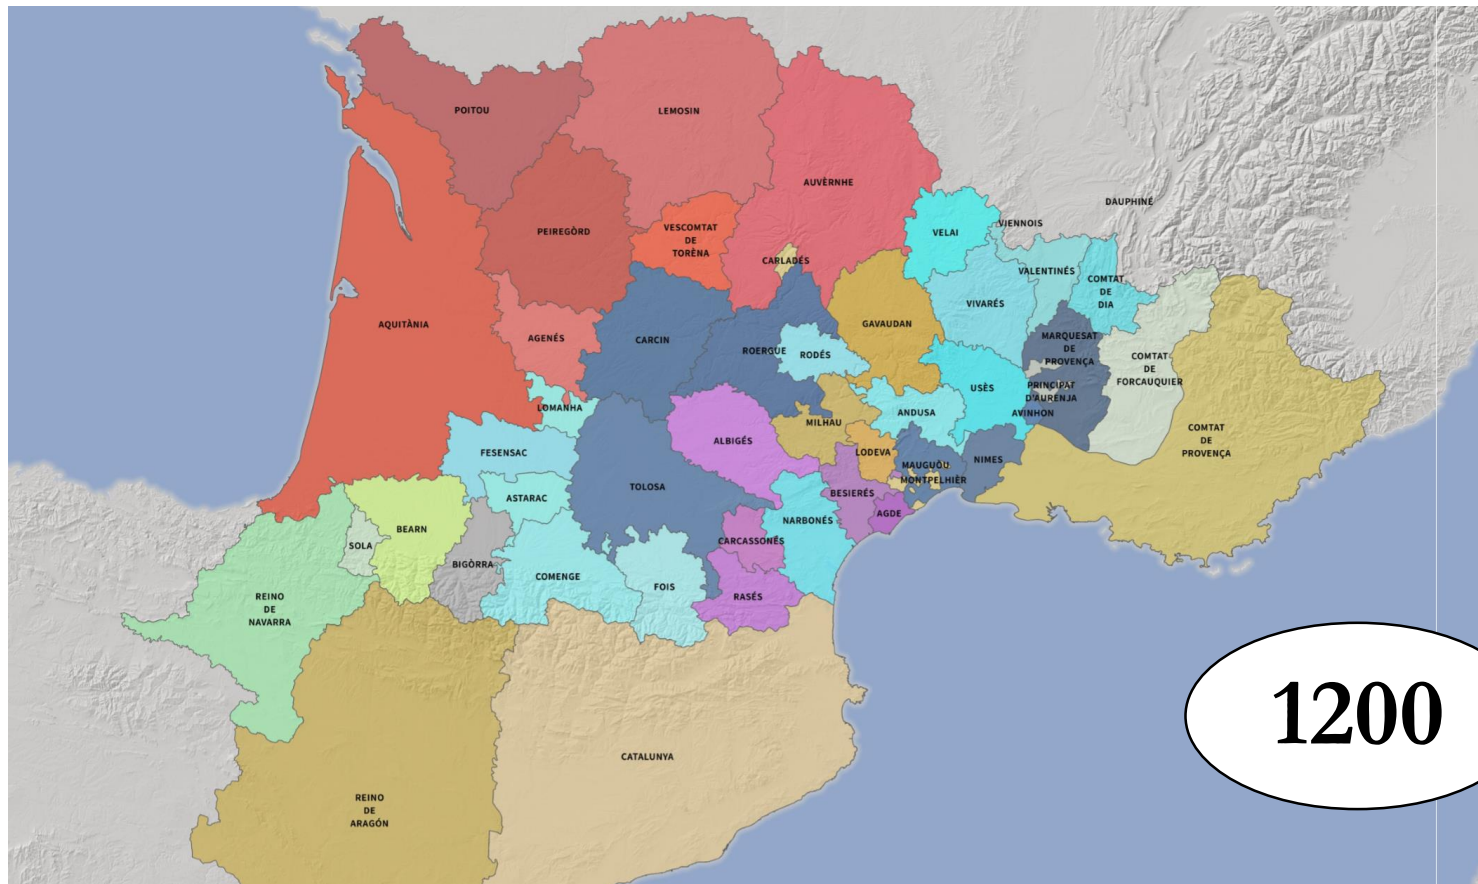 POITOU
LEMOSIN
AUVÈRNHE
DAUPHINÉ
VIENNOIS
VELAI
PEIREGÒRD
VESCOMTAT
DE
TORÈNA
CARLADÉS
VALENTINÉS
COMTAT
DE
DIA
VIVARÉS
AQUITÀNIA
AGENÉS
CARCIN
ROERGUE
RODÉS
GAVAUDAN
MARQUESAT
DE
PROVENÇA
COMTAT
DE
FORCAUQUIER
PRINCIPAT
D'AURENJA
USÈS
AVINHON
LOMANHA
ANDUSA
MILHAU
ALBIGÉS
COMTAT
DE
PROVENÇA
FESENSAC
LODEVA
MAUGUÒU
NIMES
MONTPELHIÈR
TOLOSA
ASTARAC
BESIERÉS
AGDE
NARBONÉS
BEARN
SOLA
CARCASSONÉS
BIGÒRRA
COMENGE
FOIS
RASÉS
REINO
DE
NAVARRA
1200
CATALUNYA
REINO
DE
ARAGÓN